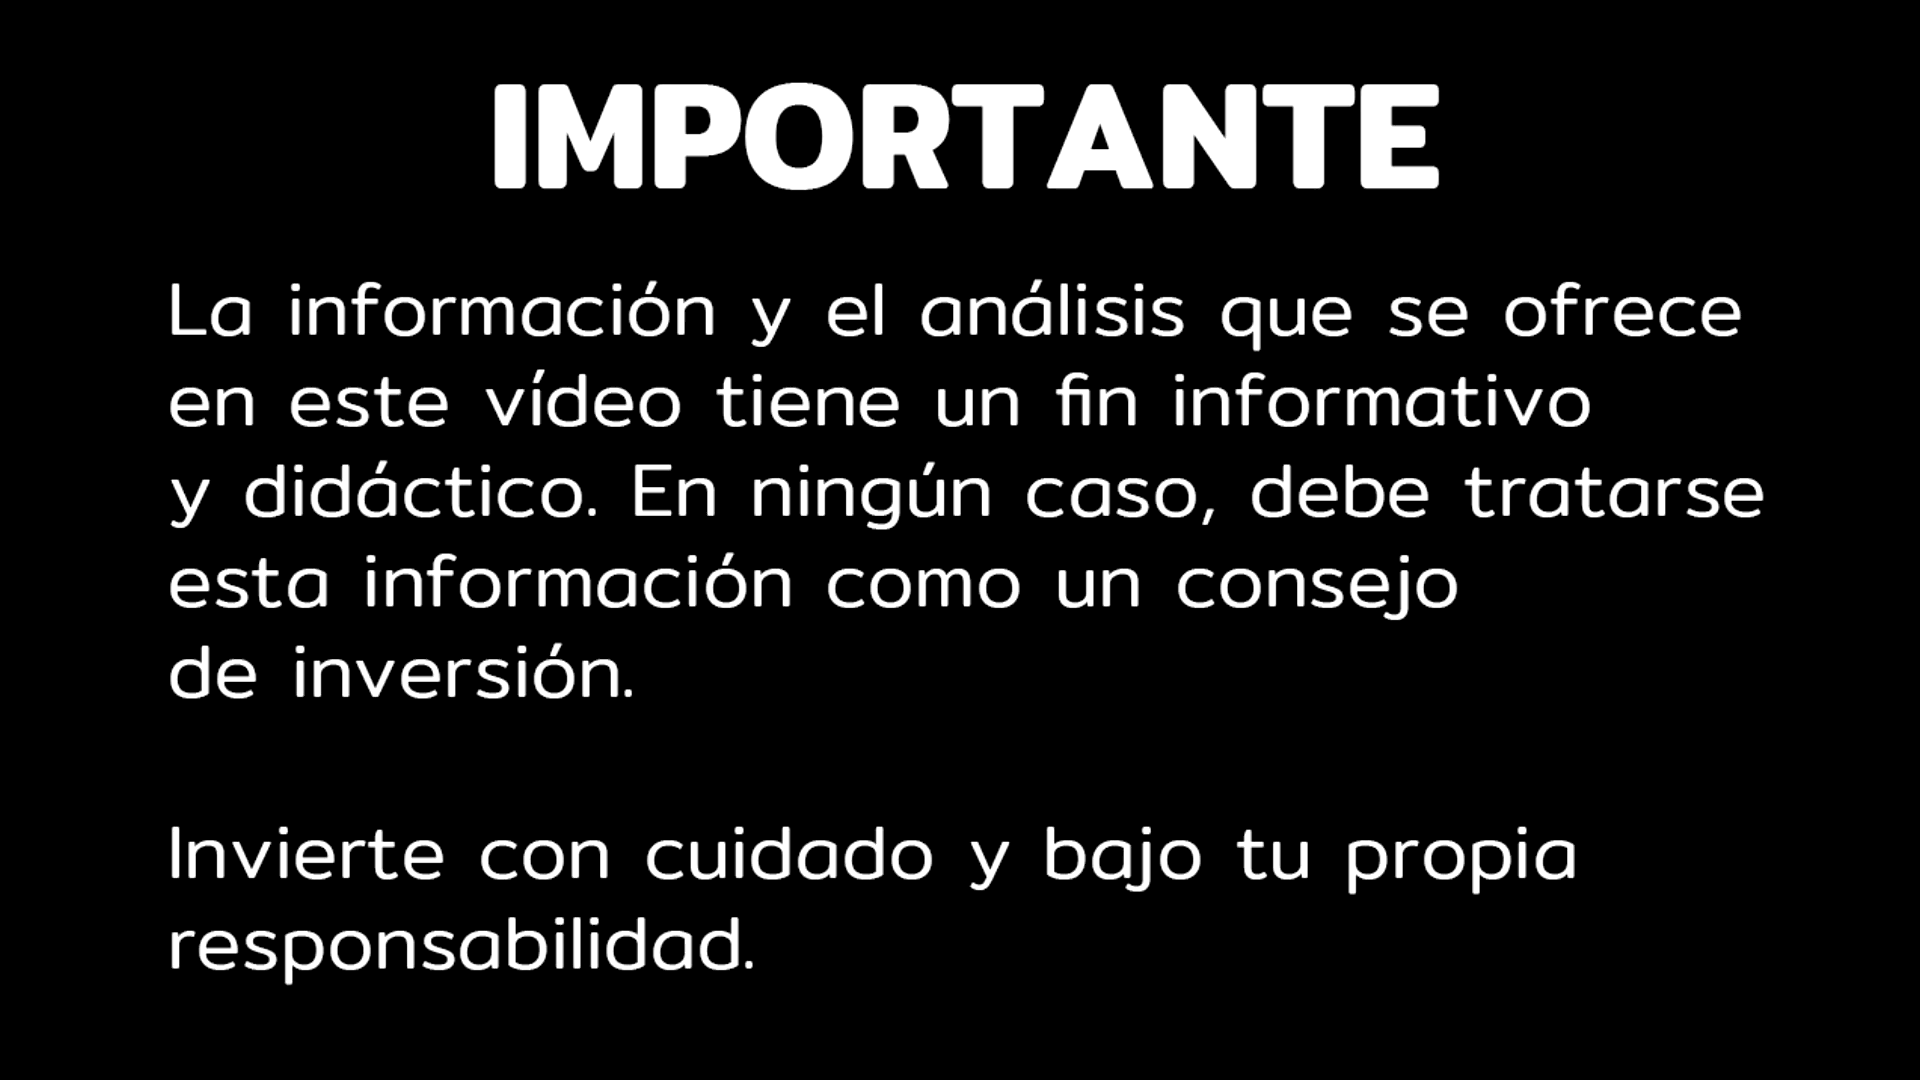 IMPORTANTE
La información y el análisis que se ofrece
en este vídeo tiene un fin informativo
y didáctico. En ningún caso, debe tratarse
esta información como un consejo
de inversión.
Invierte con cuidado y bajo tu propia
responsabilidad.